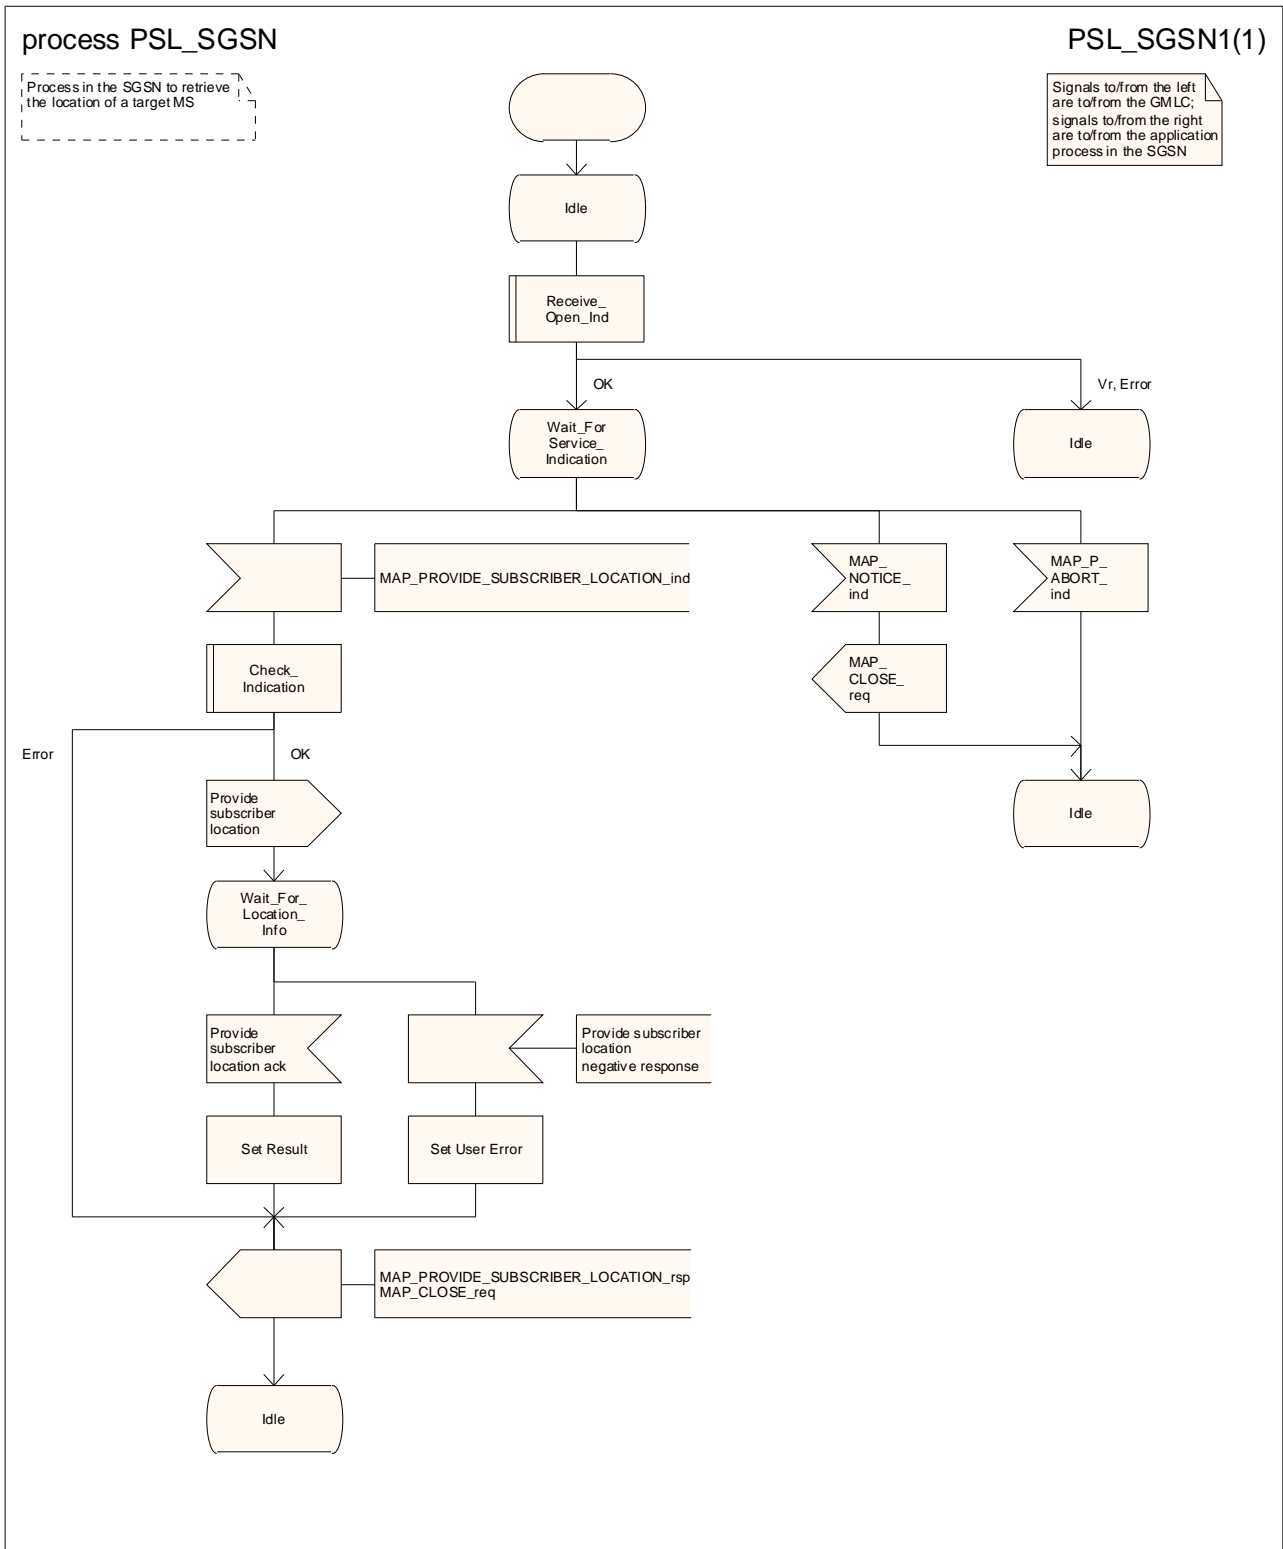 process PSL_SGSN
PSL_SGSN1(1)
Process in the SGSN to retrieve
the location of a target MS
Signals to/from the left
are to/from the GMLC;
signals to/from the right
are to/from the application
process in the SGSN
Idle
Receive_
Open_Ind
OK
Vr, Error
Wait_For
Service_
Indication
Idle
MAP_PROVIDE_SUBSCRIBER_LOCATION_ind
MAP_
NOTICE_
ind
MAP_P_
ABORT_
ind
Check_
Indication
MAP_
CLOSE_
req
Error
OK
Provide
subscriber
location
Idle
Wait_For_
Location_
Info
Provide
subscriber
location ack
Provide subscriber
location
negative response
Set Result
Set User Error
MAP_PROVIDE_SUBSCRIBER_LOCATION_rsp
MAP_CLOSE_req
Idle